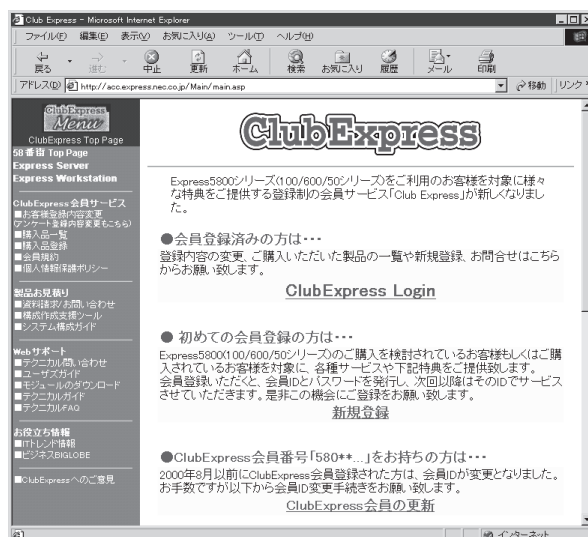 Club Express - Microsoft Internet Explorer
ファイル(F) 編集(E) 表示(V) お気に入り(A) ツール(T) ヘルプ(H)
戻る 進む 中止 更新 ホーム 検索 お気に入り 履歴 メール 印刷
アドレス(D) http://acc.express.nec.co.jp/Main/main.asp 移動 リンク
ClubExpress
Menu
ClubExpress Top Page
58番街 Top Page
Express Server
Express Workstation
ClubExpress会員サービス
■お客様登録内容変更
(アンケート登録内容変更もこちら)
■購入品一覧
■購入品登録
■会員規約
■個人情報保護ポリシー
製品お見積り
■資料請求/お問い合わせ
■構成作成支援ツール
■システム構成ガイド
Webサポート
■テクニカル問い合わせ
■ユーザズガイド
■モジュールのダウンロード
■テクニカルガイド
■テクニカルFAQ
お役立ち情報
■ITトレンド情報
■ビジネスBIGLOBE
■ClubExpressへのご意見
ClubExpress
Express5800シリーズ(100/600/50シリーズ)をご利用のお客様を対象に様々
な特典をご提供する登録制の会員サービス「Club Express」が新しくなりまし
た。
●会員登録済みの方は･･･
登録内容の変更、ご購入いただいた製品の一覧や新規登録、お問合せはこちら
からお願い致します。
ClubExpress Login
● 初めての会員登録の方は･･･
Express5800(100/600/50シリーズ)のご購入を検討されているお客様もしくはご購
入されているお客様を対象に、各種サービスや下記特典をご提供致します。
会員登録いただくと、会員IDとパスワードを発行し、次回以降はそのIDでサービス
させていただきます。是非この機会にご登録をお願い致します。
新規登録
●ClubExpress会員番号「580**...」をお持ちの方は･･･
2000年8月以前にClubExpress会員登録された方は、会員IDが変更となりました。
お手数ですが以下から会員ID変更手続きをお願い致します。
ClubExpress会員の更新
インターネット